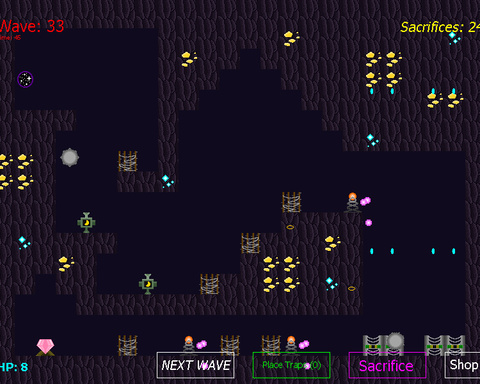 Wave: 33
Sacrifices: 24
HP: 8
NEXT WAVE
Place Traps(0)
Sacrifice
Shop